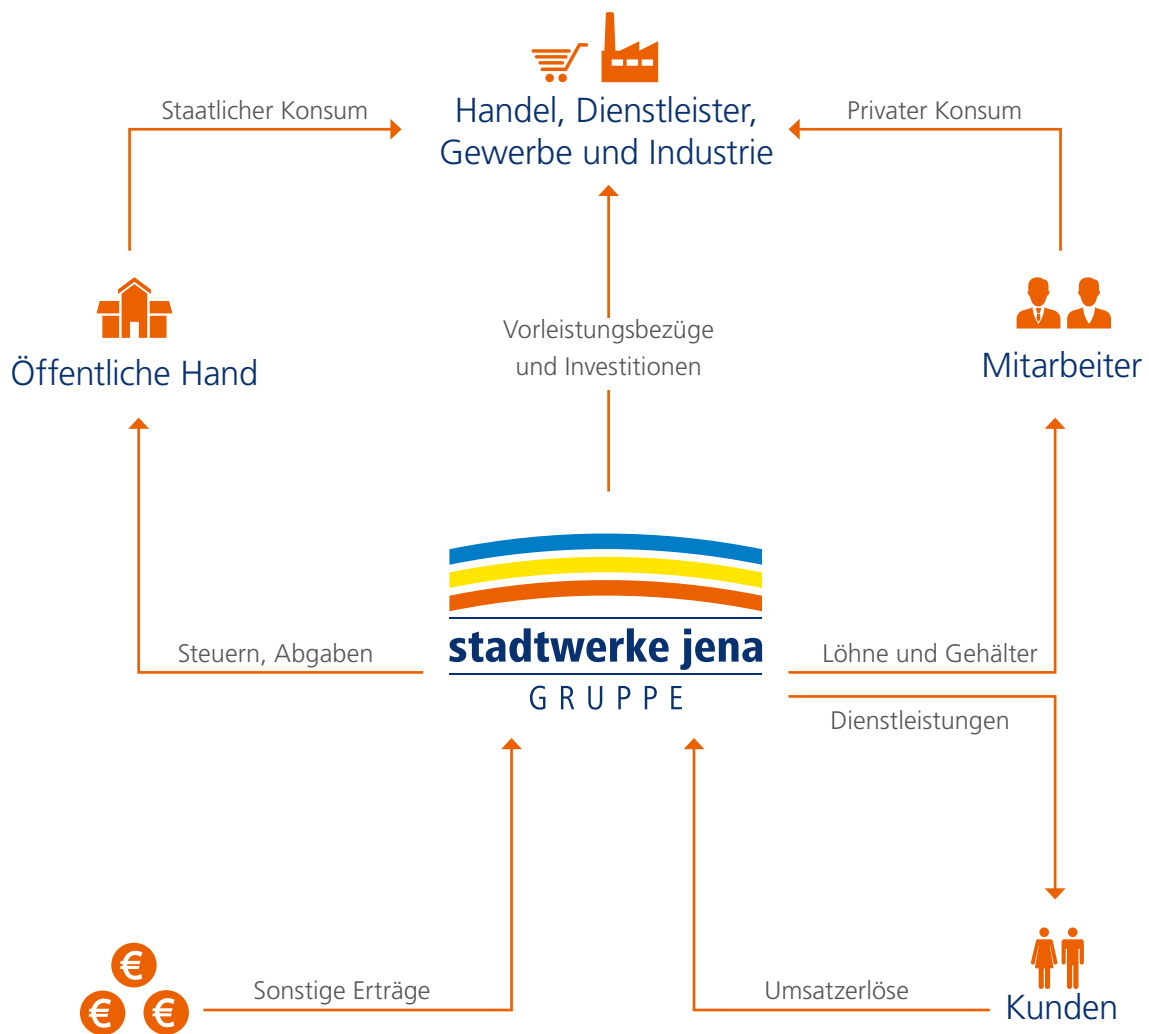 Staatlicher Konsum
Handel, Dienstleister,
Gewerbe und Industrie
Privater Konsum
Öffentliche Hand
Vorleistungsbezüge
und Investitionen
Mitarbeiter
stadtwerke jena
GRUPPE
Steuern, Abgaben
Löhne und Gehälter
Dienstleistungen
€
€ €
Sonstige Erträge
Umsatzerlöse
Kunden